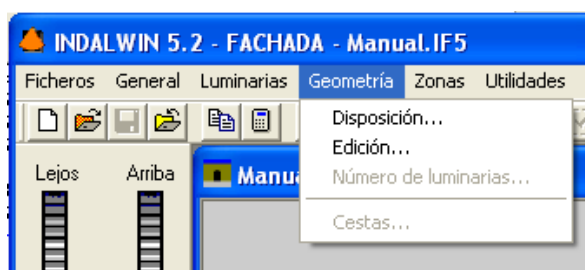 INDALWIN 5.2 - FACHADA - Manual.IF5
Ficheros General Luminarias Geometría Zonas Utilidades
Disposición...
Edición...
Número de luminarias...
Cestas...
Lejos Arriba